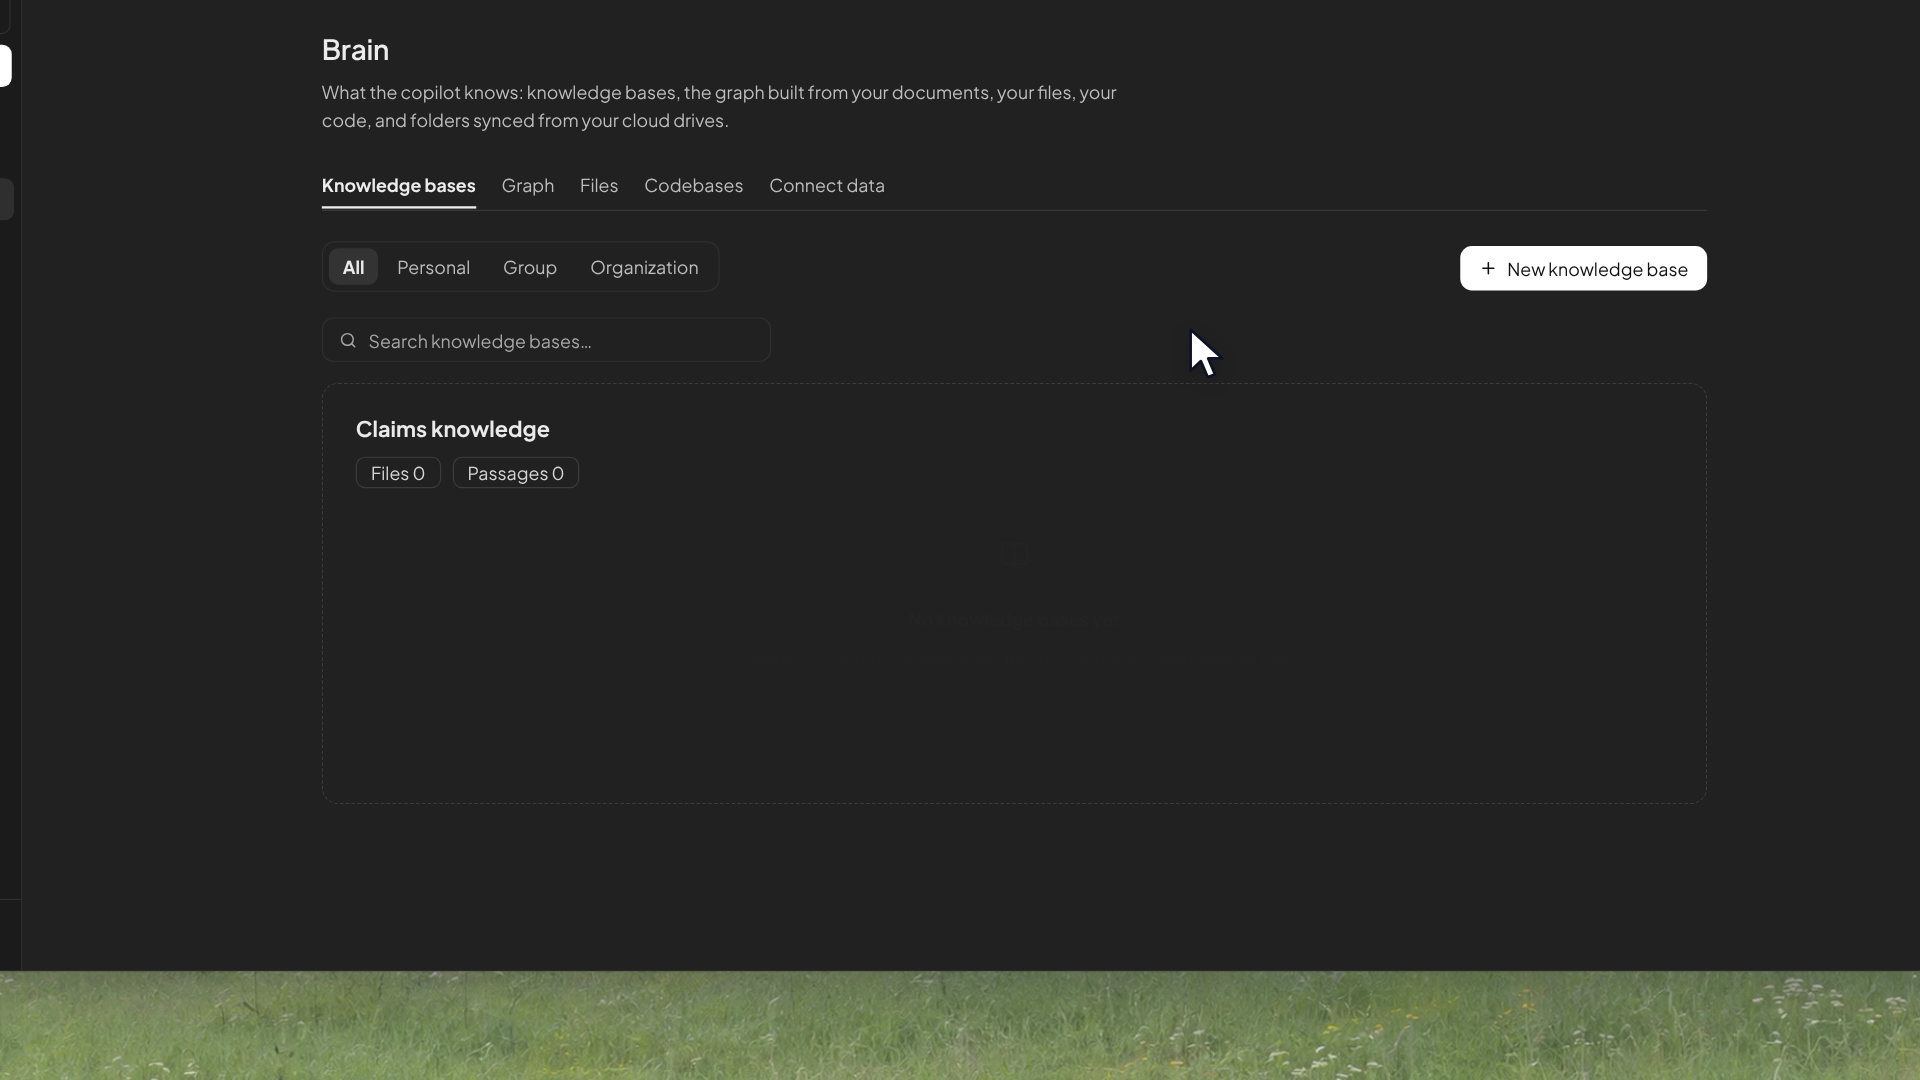 Brain
What the copilot knows: knowledge bases, the graph built from your documents, your files, your
code, and folders synced from your cloud drives.
Knowledge bases Graph Files Codebases Connect data
All Personal Group Organization
+ New knowledge base
Search knowledge bases...
Claims knowledge
Files 0 Passages 0